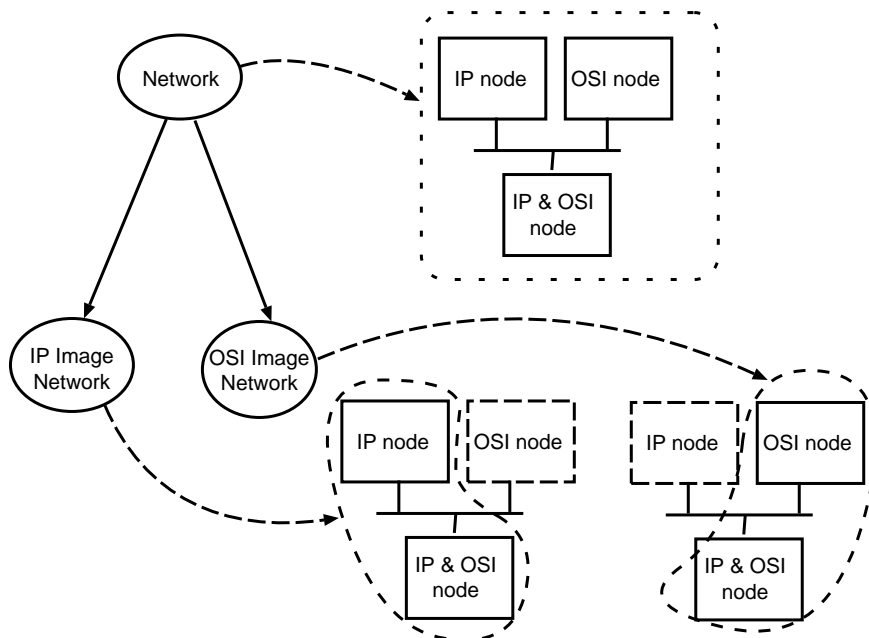 Network
IP node
OSI node
IP & OSI
node
IP Image
Network
OSI Image
Network
IP node
OSI node
IP & OSI
node
IP node
OSI node
IP & OSI
node